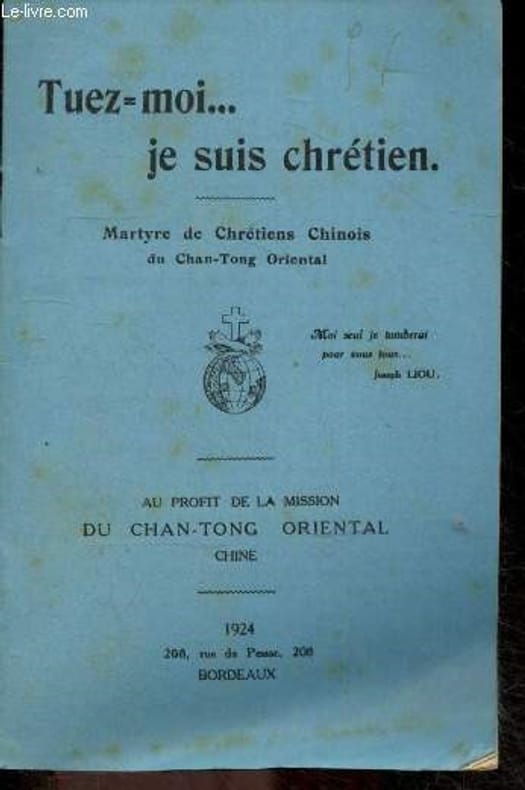 Le-livre.com
Tuez=moi...
je suis chrétien.
Martyre de Chrétiens Chinois
du Chan-Tong Oriental
Moi seul je tomberai
pour vous tous...
Joseph LIOU.
AU PROFIT DE LA MISSION
DU CHAN-TONG ORIENTAL
CHINE
1924
208, rue de Pessac, 208
BORDEAUX